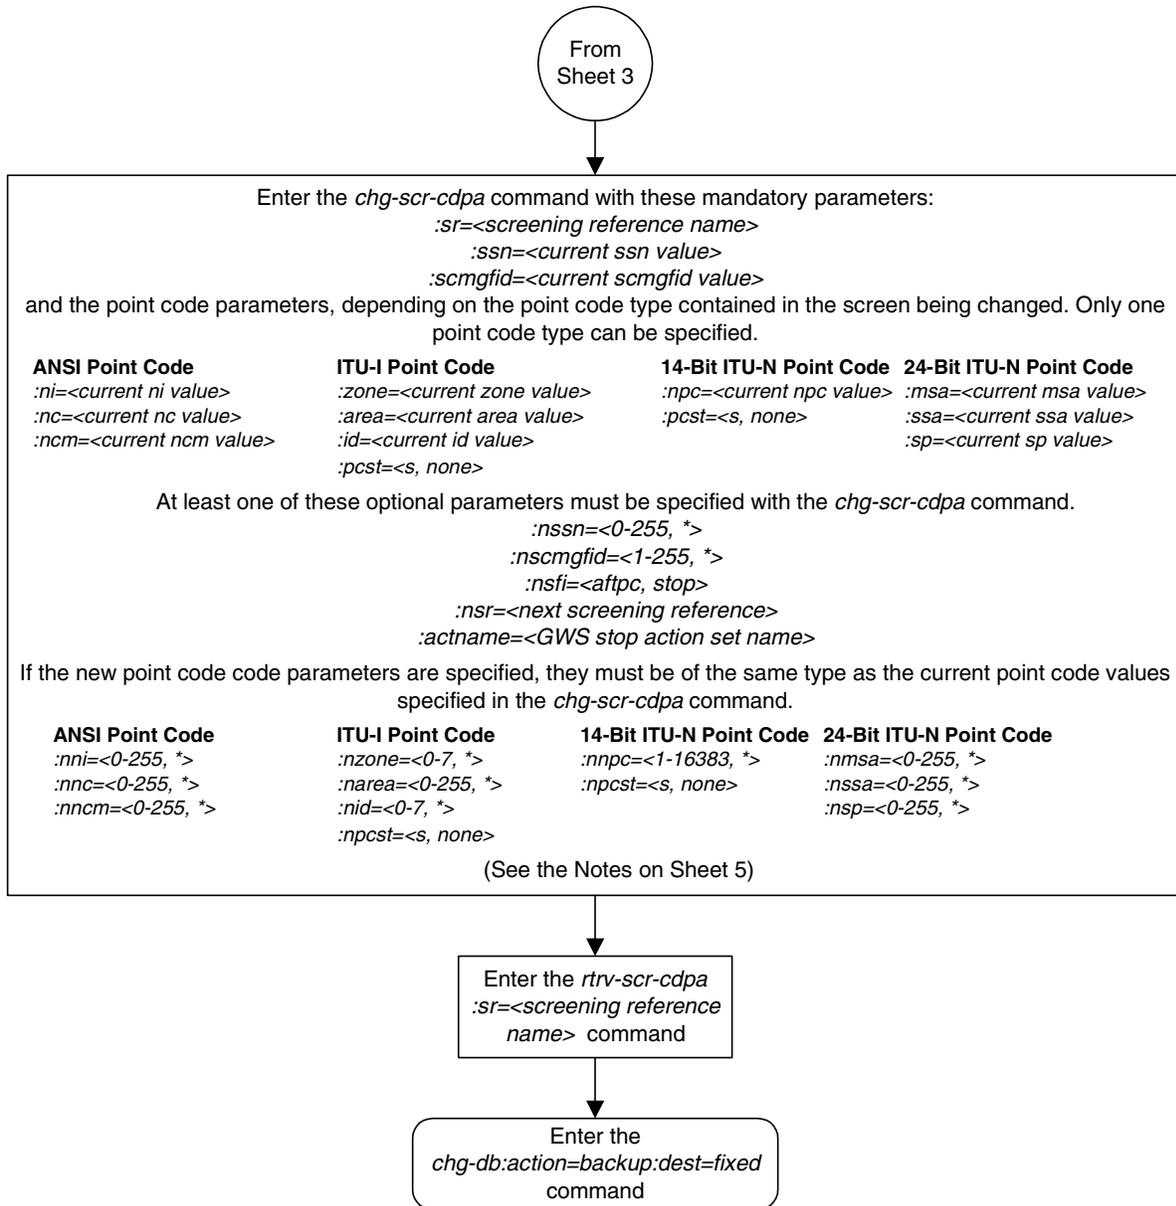 From
Sheet 3
Enter the chg-scr-cdpa command with these mandatory parameters:
:sr=<screening reference name>
:ssn=<current ssn value>
:scmgfid=<current scmgfid value>
and the point code parameters, depending on the point code type contained in the screen being changed. Only one
point code type can be specified.
ANSI Point Code
:ni=<current ni value>
:nc=<current nc value>
:ncm=<current ncm value>
ITU-I Point Code
:zone=<current zone value>
:area=<current area value>
:id=<current id value>
:pcst=<s, none>
14-Bit ITU-N Point Code
:npc=<current npc value>
:pcst=<s, none>
24-Bit ITU-N Point Code
:msa=<current msa value>
:ssa=<current ssa value>
:sp=<current sp value>
At least one of these optional parameters must be specified with the chg-scr-cdpa command.
:nssn=<0-255, *>
:nscmgfid=<1-255, *>
:nsfi=<aftpc, stop>
:nsr=<next screening reference>
:actname=<GWS stop action set name>
If the new point code code parameters are specified, they must be of the same type as the current point code values
specified in the chg-scr-cdpa command.
ANSI Point Code
:nni=<0-255, *>
:nnc=<0-255, *>
:nncm=<0-255, *>
ITU-I Point Code
:nzone=<0-7, *>
:narea=<0-255, *>
:nid=<0-7, *>
:npcst=<s, none>
14-Bit ITU-N Point Code
:nnpc=<1-16383, *>
:npcst=<s, none>
24-Bit ITU-N Point Code
:nmsa=<0-255, *>
:nssa=<0-255, *>
:nsp=<0-255, *>
(See the Notes on Sheet 5)
Enter the rtrv-scr-cdpa
:sr=<screening reference
name> command
Enter the
chg-db:action=backup:dest=fixed
command